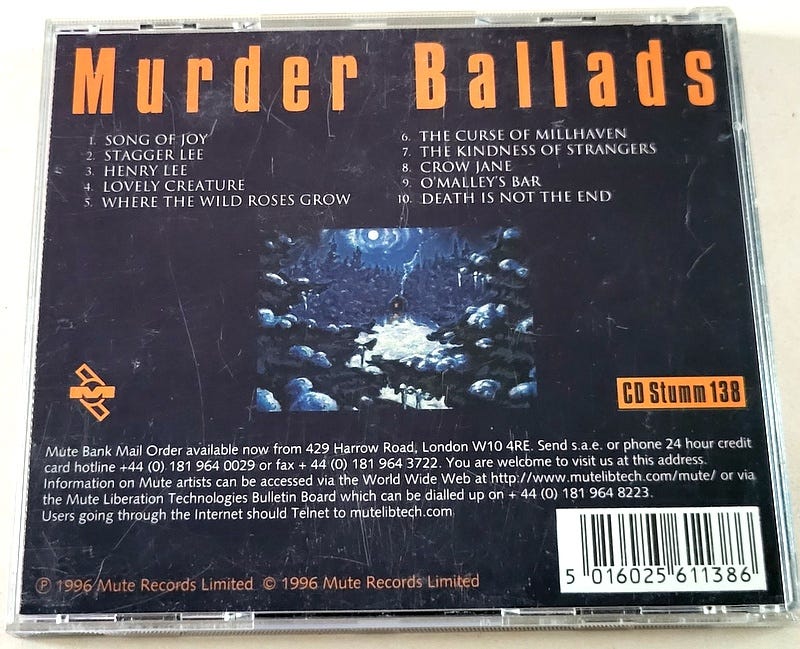 Murder Ballads
1. SONG OF JOY
2. STAGGER LEE
3. HENRY LEE
4. LOVELY CREATURE
5. WHERE THE WILD ROSES GROW
6. THE CURSE OF MILLHAVEN
7. THE KINDNESS OF STRANGERS
8. CROW JANE
9. O'MALLEY'S BAR
10. DEATH IS NOT THE END
M
CD Stumm 138
Mute Bank Mail Order available now from 429 Harrow Road, London W10 4RE. Send s.a.e. or phone 24 hour credit
card hotline +44 (0) 181 964 0029 or fax + 44 (0) 181 964 3722. You are welcome to visit us at this address.
Information on Mute artists can be accessed via the World Wide Web at http://www.mutelibtech.com/mute/ or via
the Mute Liberation Technologies Bulletin Board which can be dialled up on + 44 (0) 181 964 8223.
Users going through the Internet should Telnet to mutelibtech.com
5 016025 611386
℗ 1996 Mute Records Limited © 1996 Mute Records Limited